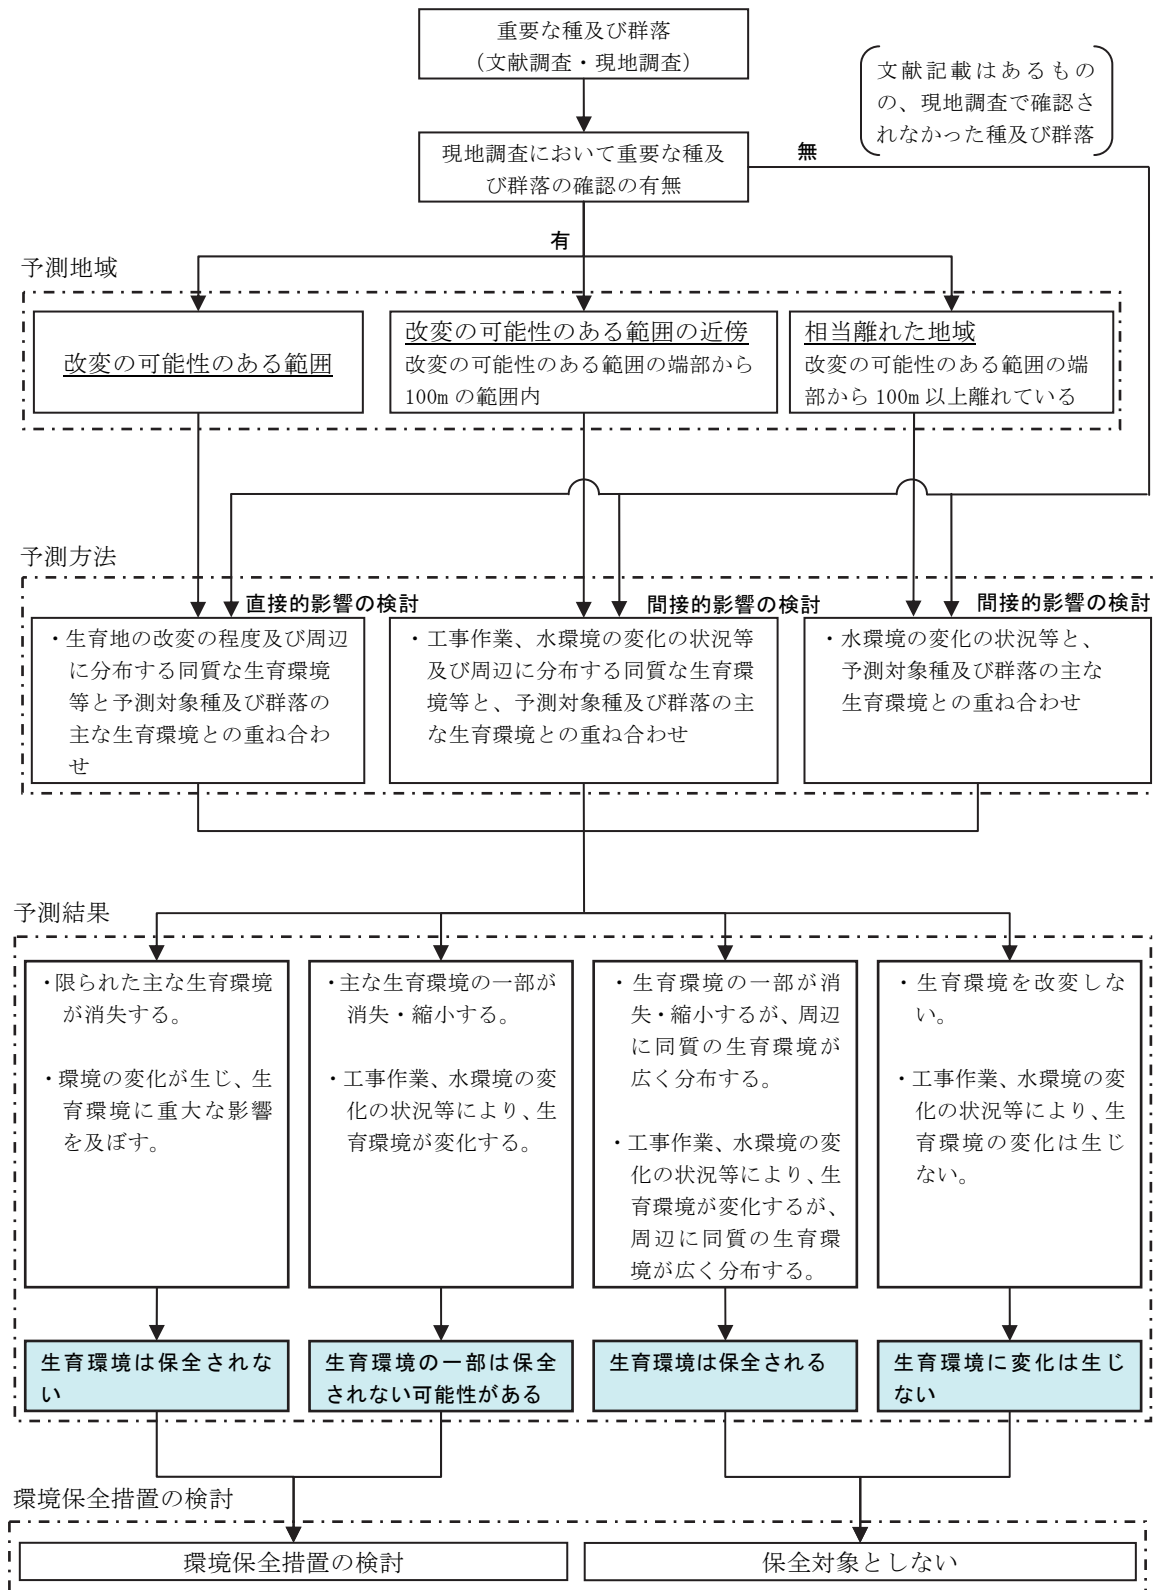 重要な種及び群落
（文献調査・現地調査）
文献記載はあるもの
の、現地調査で確認さ
れなかった種及び群落
現地調査において重要な種及
び群落の確認の有無
無
有
予測地域
改変の可能性のある範囲
改変の可能性のある範囲の近傍
改変の可能性のある範囲の端部から
100m の範囲内
相当離れた地域
改変の可能性のある範囲の端
部から 100m 以上離れている
予測方法
直接的影響の検討
間接的影響の検討
間接的影響の検討
・生育地の改変の程度及び周辺
に分布する同質な生育環境
等と予測対象種及び群落の
主な生育環境との重ね合わ
せ
・工事作業、水環境の変化の状況等
及び周辺に分布する同質な生育環
境等と、予測対象種及び群落の主
な生育環境との重ね合わせ
・水環境の変化の状況等と、
予測対象種及び群落の主な
生育環境との重ね合わせ
予測結果
・限られた主な生育環境
が消失する。
・環境の変化が生じ、生
育環境に重大な影響
を及ぼす。
・主な生育環境の一部が
消失・縮小する。
・工事作業、水環境の変
化の状況等により、生
育環境が変化する。
・生育環境の一部が消
失・縮小するが、周辺
に同質の生育環境が
広く分布する。
・工事作業、水環境の変
化の状況等により、生
育環境が変化するが、
周辺に同質の生育環
境が広く分布する。
・生育環境を改変しな
い。
・工事作業、水環境の変
化の状況等により、生
育環境の変化は生じ
ない。
生育環境は保全されな
い
生育環境の一部は保全
されない可能性がある
生育環境は保全される
生育環境に変化は生じ
ない
環境保全措置の検討
環境保全措置の検討
保全対象としない